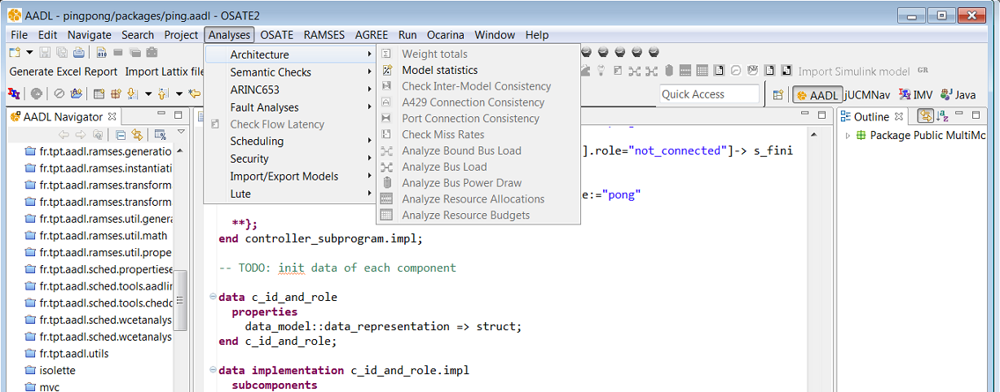 AADL - pingpong/packages/ping.aadl - OSATE2
File Edit Navigate Search Project Analyses OSATE RAMSES AGREE Run Ocarina Window Help
Generate Excel Report Import Lattix file
Import Simulink model GR
Quick Access
AADL jUCMNav IMV Java
AADL Navigator
fr.tpt.aadl.ramses.generatio
fr.tpt.aadl.ramses.instantiati
fr.tpt.aadl.ramses.transform
fr.tpt.aadl.ramses.transform
fr.tpt.aadl.ramses.util.genera
fr.tpt.aadl.ramses.util.math
fr.tpt.aadl.ramses.util.prope
fr.tpt.aadl.sched.propertiese
fr.tpt.aadl.sched.tools.aadlin
fr.tpt.aadl.sched.tools.chedd
fr.tpt.aadl.sched.wcetanalys
fr.tpt.aadl.sched.wcetanalys
fr.tpt.aadl.utils
isolette
mvc
Architecture
Semantic Checks
ARINC653
Fault Analyses
Check Flow Latency
Scheduling
Security
Import/Export Models
Lute
Weight totals
Model statistics
Check Inter-Model Consistency
A429 Connection Consistency
Port Connection Consistency
Check Miss Rates
Analyze Bound Bus Load
Analyze Bus Load
Analyze Bus Power Draw
Analyze Resource Allocations
Analyze Resource Budgets
].role="not_connected"]-> s_fini
e:="pong"
**};
end controller_subprogram.impl;
-- TODO: init data of each component
data c_id_and_role
properties
data_model::data_representation => struct;
end c_id_and_role;
data implementation c_id_and_role.impl
subcomponents
Outline
Package Public MultiMo